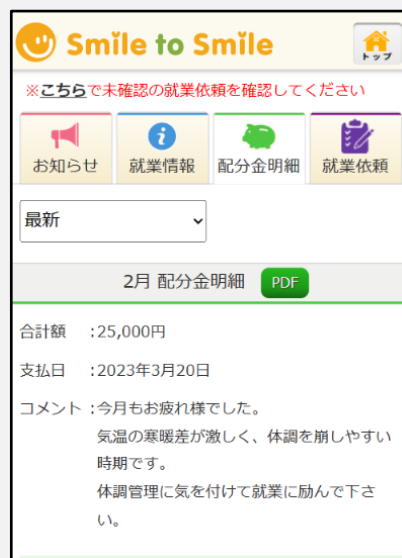 Smile to Smile
トップ
※こちらで未確認の就業依頼を確認してください
お知らせ
就業情報
配分金明細
就業依頼
最新
2月 配分金明細 PDF
合計額 :25,000円
支払日 :2023年3月20日
コメント :今月もお疲れ様でした。
気温の寒暖差が激しく、体調を崩しやすい
時期です。
体調管理に気を付けて就業に励んで下さ
い。